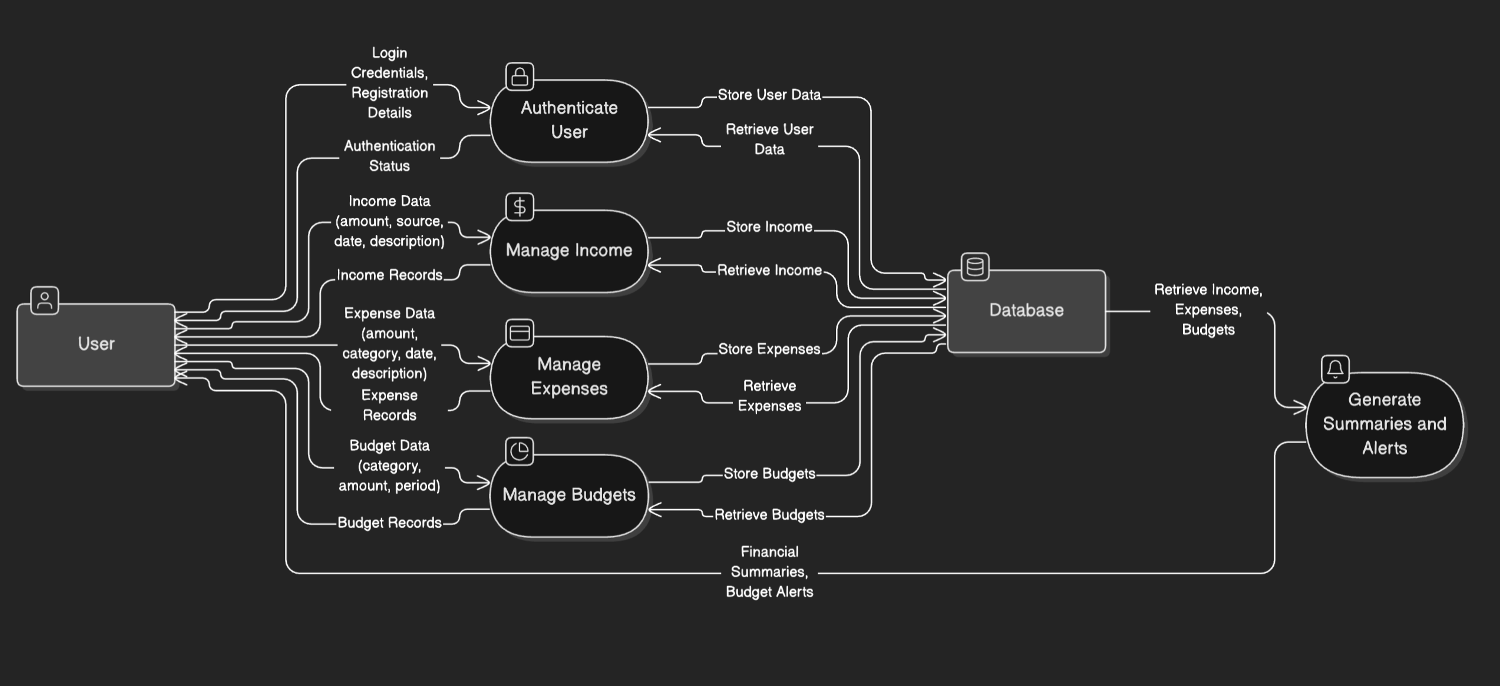 Login
Credentials,
Registration
Details
Authentication
Status
Authenticate
User
Store User Data
Retrieve User
Data
Income Data
(amount, source,
date, description)
Income Records
Manage Income
Store Income
Retrieve Income
User
Expense Data
(amount,
category, date,
description)
Expense
Records
Manage
Expenses
Store Expenses
Retrieve
Expenses
Database
Retrieve Income,
Expenses,
Budgets
Generate
Summaries and
Alerts
Budget Data
(category,
amount, period)
Budget Records
Manage Budgets
Store Budgets
Retrieve Budgets
Financial
Summaries,
Budget Alerts